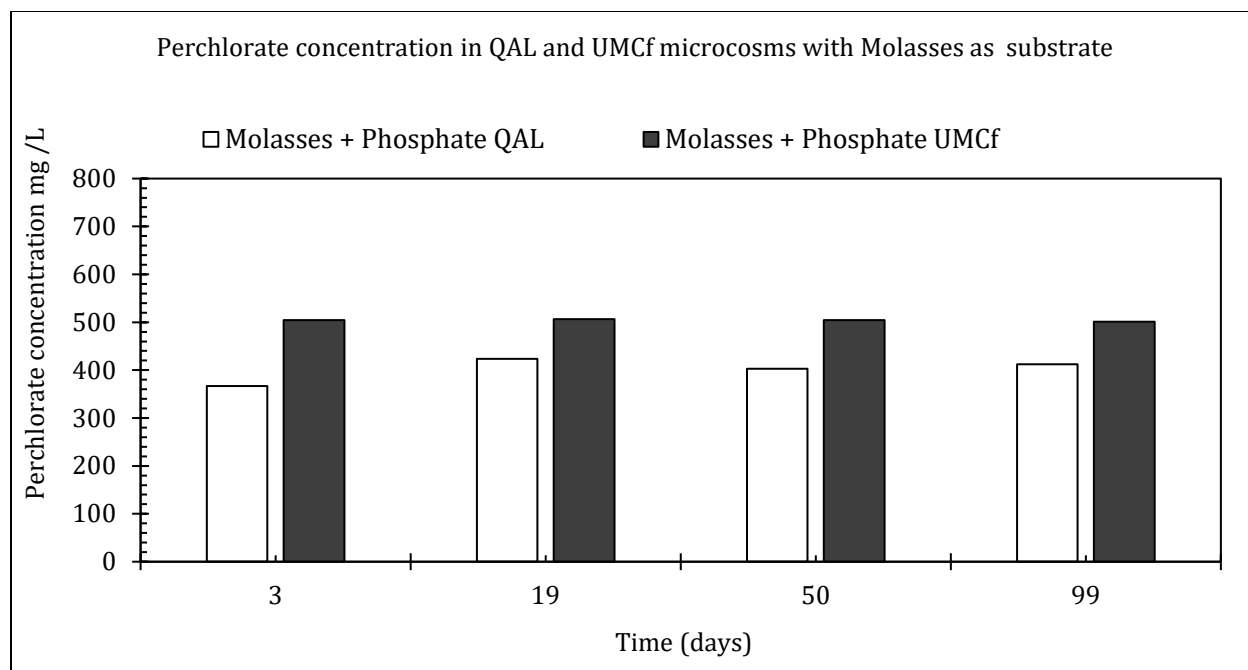 Perchlorate concentration in QAL and UMCf microcosms with Molasses as substrate
Molasses + Phosphate QAL
Molasses + Phosphate UMCf
Perchlorate concentration mg /L
800
700
600
500
400
300
200
100
0
3
19
50
99
Time (days)